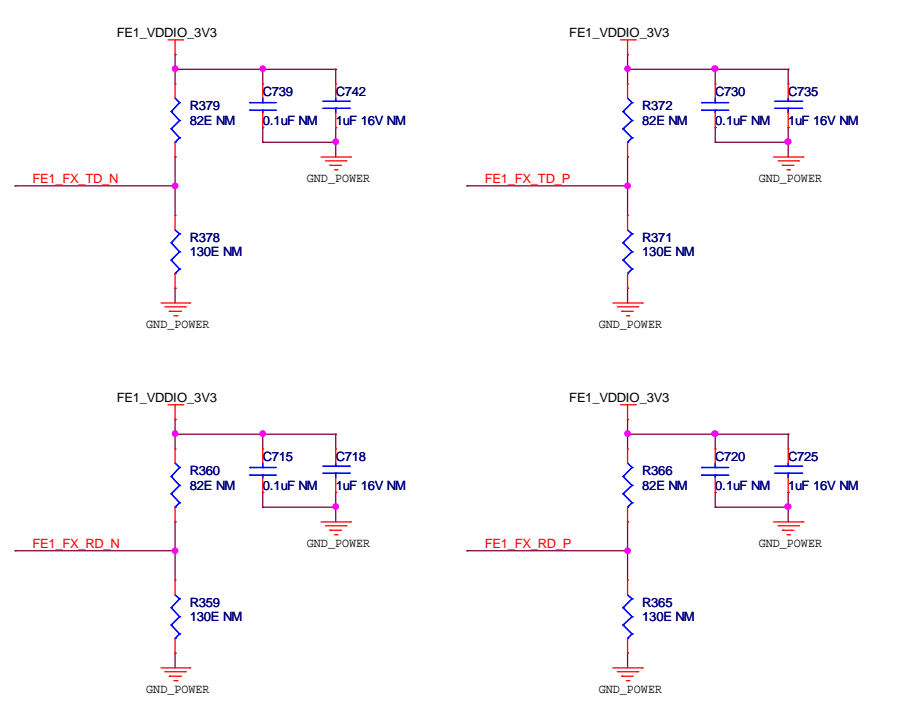 FE1_VDDIO_3V3
C739
C742
R379
82E NM
0.1uF NM
1uF 16V NM
GND_POWER
FE1_FX_TD_N
R378
130E NM
GND_POWER
FE1_VDDIO_3V3
C730
C735
R372
82E NM
0.1uF NM
1uF 16V NM
GND_POWER
FE1_FX_TD_P
R371
130E NM
GND_POWER
FE1_VDDIO_3V3
C715
C718
R360
82E NM
0.1uF NM
1uF 16V NM
GND_POWER
FE1_FX_RD_N
R359
130E NM
GND_POWER
FE1_VDDIO_3V3
C720
C725
R366
82E NM
0.1uF NM
1uF 16V NM
GND_POWER
FE1_FX_RD_P
R365
130E NM
GND_POWER